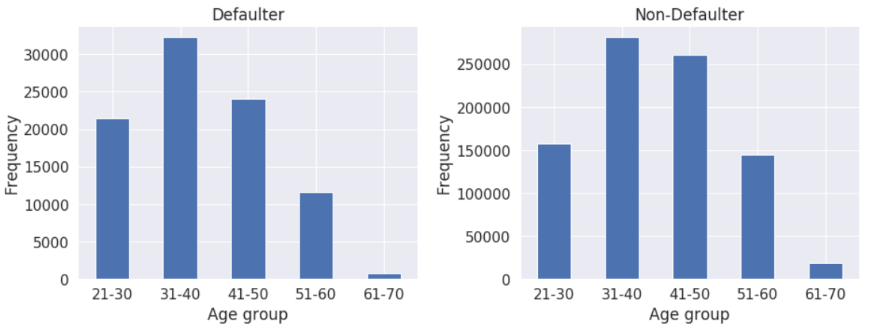 Defaulter
Frequency
30000
25000
20000
15000
10000
5000
0
21-30 31-40 41-50 51-60 61-70
Age group
Non-Defaulter
Frequency
250000
200000
150000
100000
50000
0
21-30 31-40 41-50 51-60 61-70
Age group